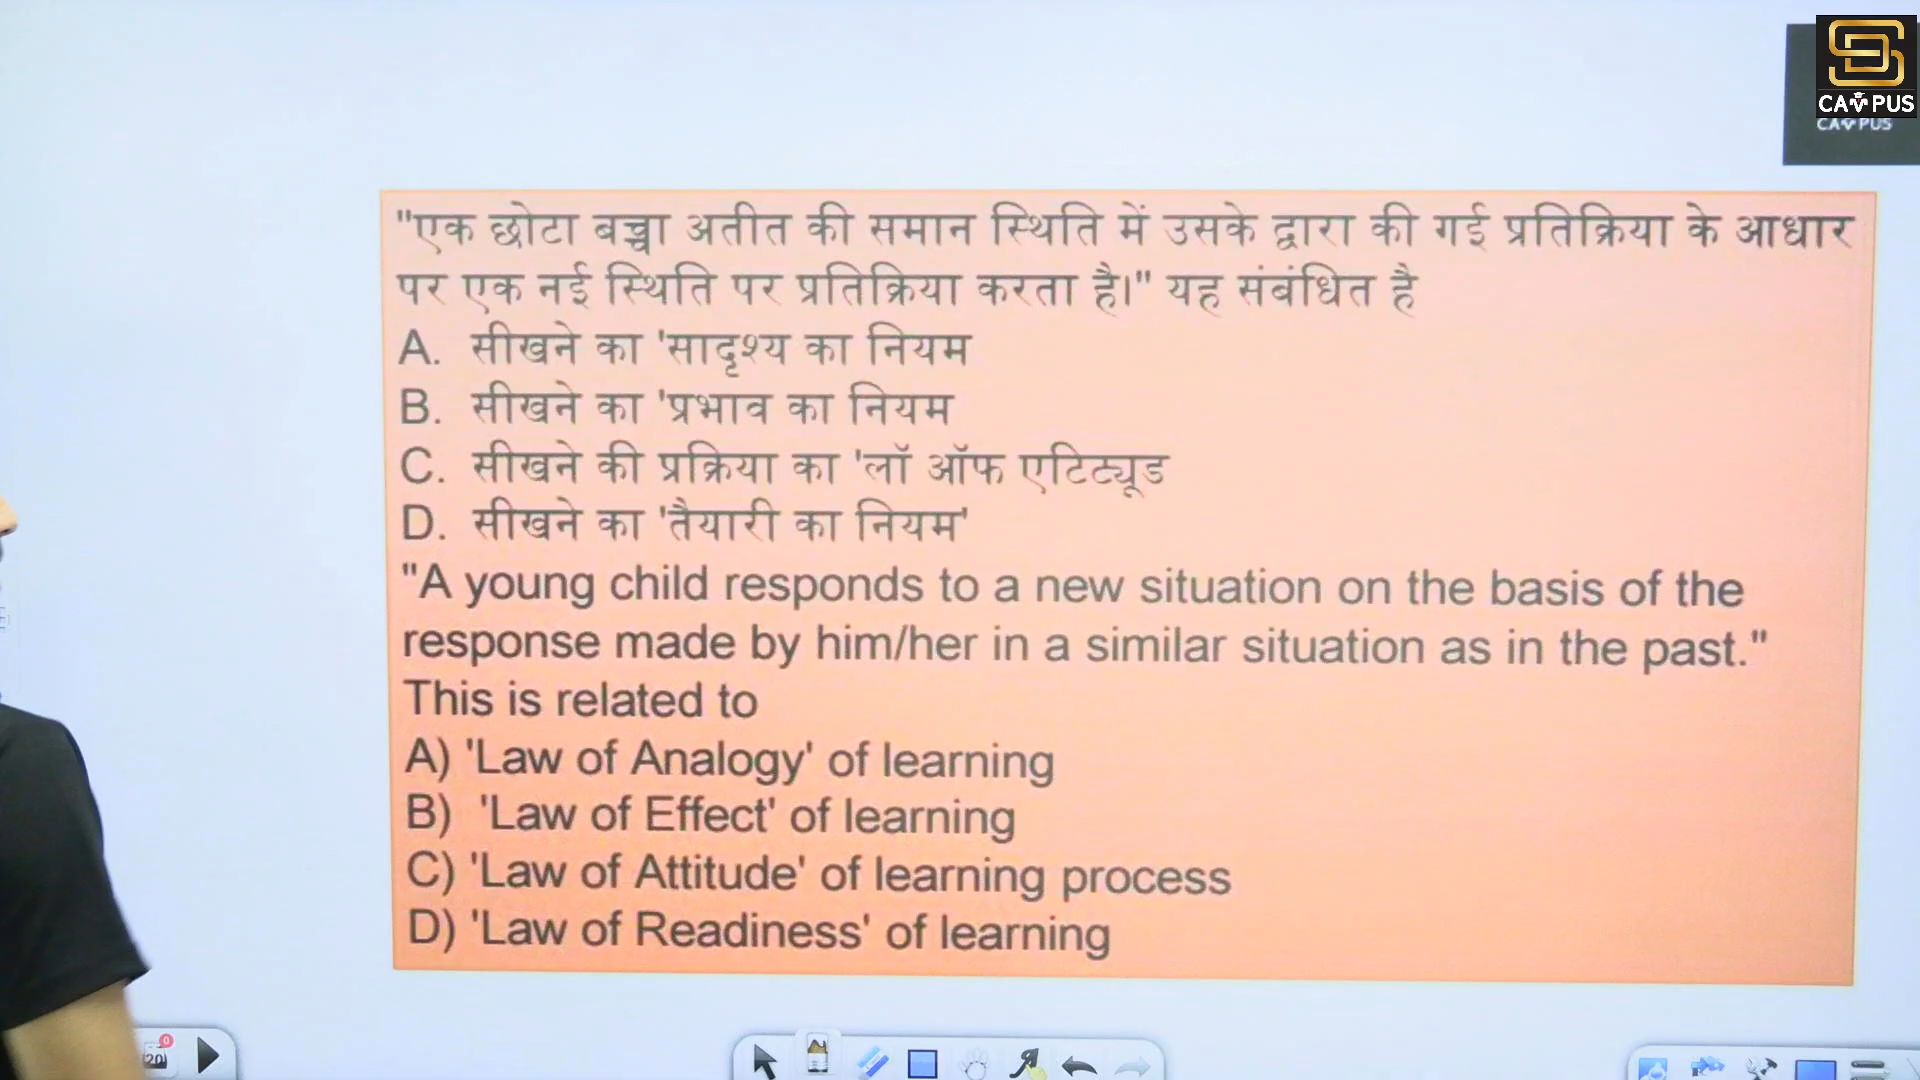 CAMPUS
CAMPUS
"एक छोटा बच्चा अतीत की समान स्थिति में उसके द्वारा की गई प्रतिक्रिया के आधार
पर एक नई स्थिति पर प्रतिक्रिया करता है।" यह संबंधित है
A. सीखने का 'सादृश्य का नियम
B. सीखने का 'प्रभाव का नियम
C. सीखने की प्रक्रिया का 'लॉ ऑफ एटिट्यूड
D. सीखने का 'तैयारी का नियम'
"A young child responds to a new situation on the basis of the
response made by him/her in a similar situation as in the past."
This is related to
A) 'Law of Analogy' of learning
B) 'Law of Effect' of learning
C) 'Law of Attitude' of learning process
D) 'Law of Readiness' of learning
20
0